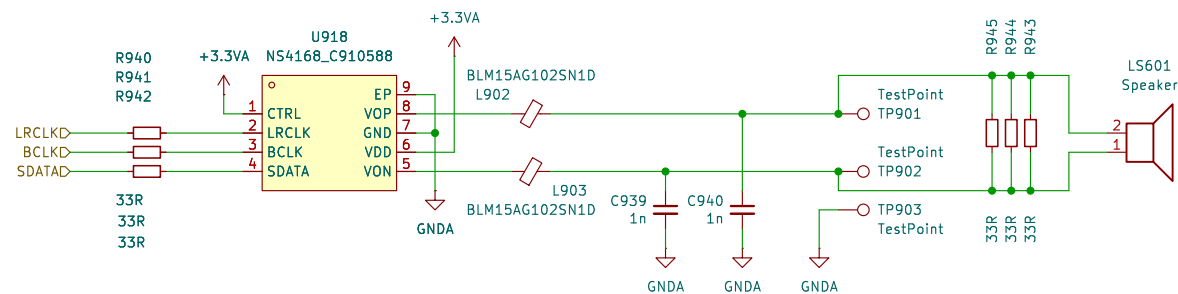 +3.3VA
U918
NS4168_C910588
+3.3VA
R940
R941
R942
BLM15AG102SN1D
L902
R945
R944
R943
LS601
Speaker
1
CTRL
EP
9
2
LRCLK
VOP
8
3
BCLK
GND
7
4
SDATA
VDD
6
VON
5
LRCLK
BCLK
SDATA
TestPoint
TP901
TestPoint
TP902
TP903
TestPoint
2
1
33R
33R
33R
L903
BLM15AG102SN1D
GNDA
C939
1n
C940
1n
33R
33R
33R
GNDA
GNDA
GNDA